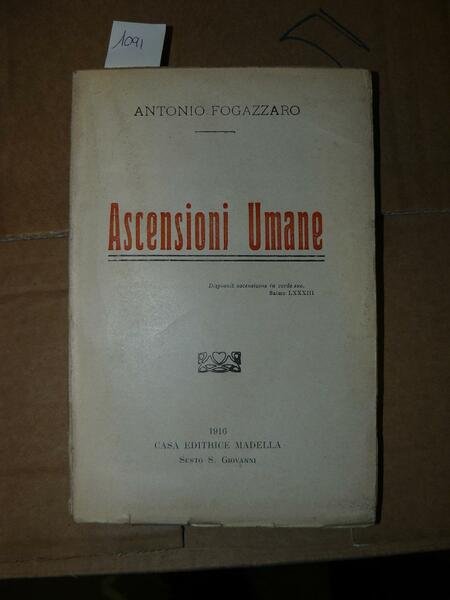 1091
ANTONIO FOGAZZARO
Ascensioni Umane
Disposuit ascensiones in corde suo.
Salmo LXXXIII
1916
CASA EDITRICE MADELLA
SESTO S. GIOVANNI